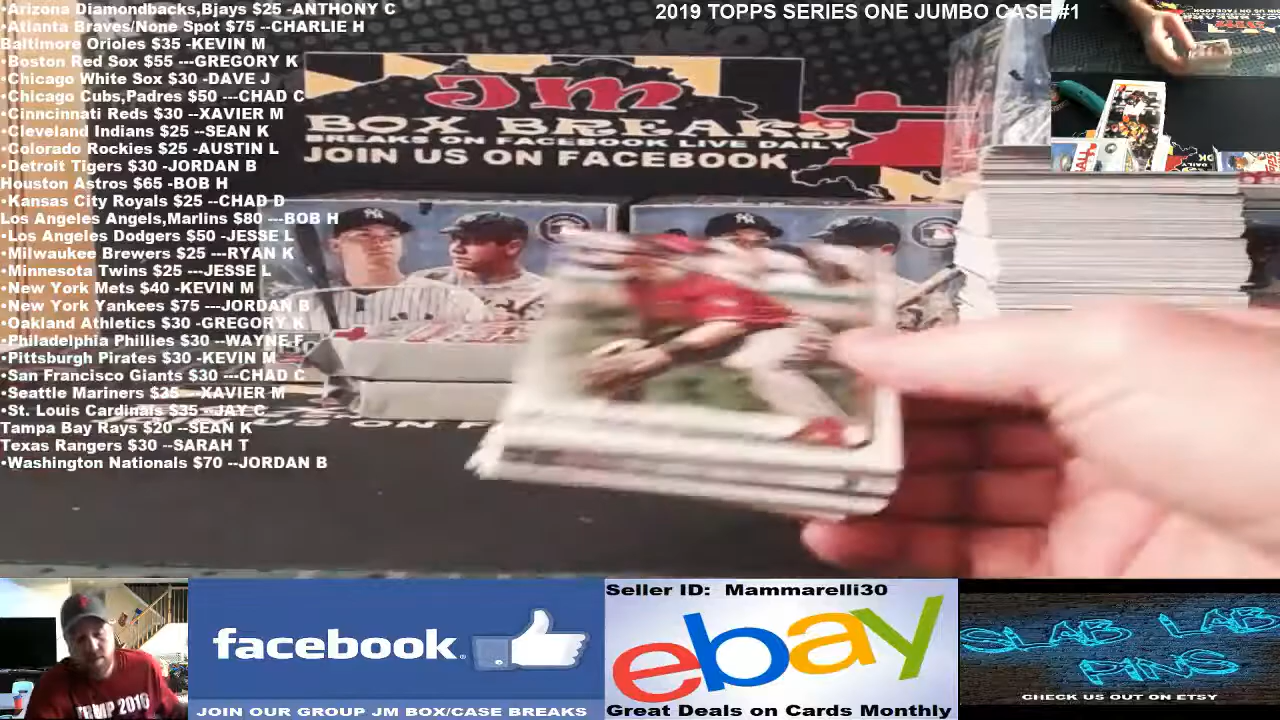 •Arizona Diamondbacks,Bjays $25 -ANTHONY C
•Atlanta Braves/None Spot $75 --CHARLIE H
Baltimore Orioles $35 -KEVIN M
•Boston Red Sox $55 ---GREGORY K
•Chicago White Sox $30 -DAVE J
•Chicago Cubs,Padres $50 ---CHAD C
•Cinncinnati Reds $30 --XAVIER M
•Cleveland Indians $25 --SEAN K
•Colorado Rockies $25 -AUSTIN L
•Detroit Tigers $30 -JORDAN B
Houston Astros $65 -BOB H
•Kansas City Royals $25 --CHAD D
Los Angeles Angels,Marlins $80 ---BOB H
•Los Angeles Dodgers $50 -JESSE L
•Milwaukee Brewers $25 ---RYAN K
•Minnesota Twins $25 ---JESSE L
•New York Mets $40 -KEVIN M
•New York Yankees $75 ---JORDAN B
•Oakland Athletics $30 -GREGORY K
•Philadelphia Phillies $30 --WAYNE F
•Pittsburgh Pirates $30 -KEVIN M
•San Francisco Giants $30 ---CHAD C
•Seattle Mariners $35 --XAVIER M
•St. Louis Cardinals $35 --JAY C
Tampa Bay Rays $20 --SEAN K
Texas Rangers $30 --SARAH T
•Washington Nationals $70 --JORDAN B
2019 TOPPS SERIES ONE JUMBO CASE #1
JM
BOX BREAKS
BREAKS ON FACEBOOK LIVE DAILY
JOIN US ON FACEBOOK
TRUMP 2016
facebook
JOIN OUR GROUP JM BOX/CASE BREAKS
Seller ID: Mammarelli30
ebay
Great Deals on Cards Monthly
SLAB LAB
PINS
CHECK US OUT ON ETSY